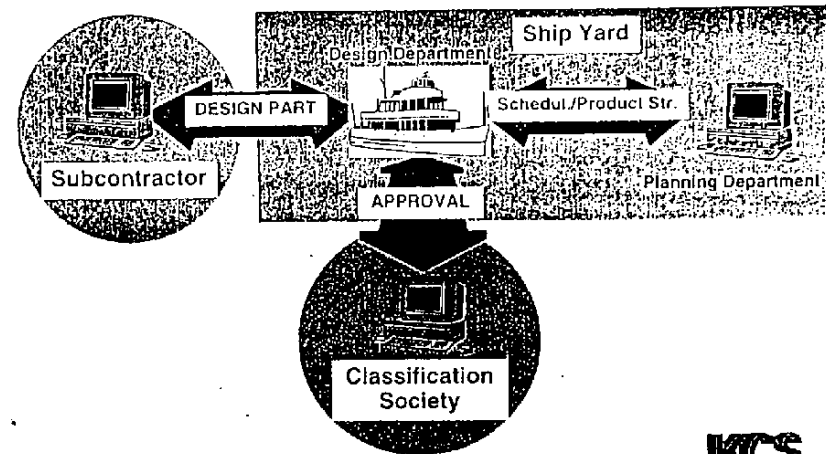 Ship Yard
Design Department
DESIGN PART
Schedul./Product Str.
Subcontractor
Planning Department
APPROVAL
Classification
Society